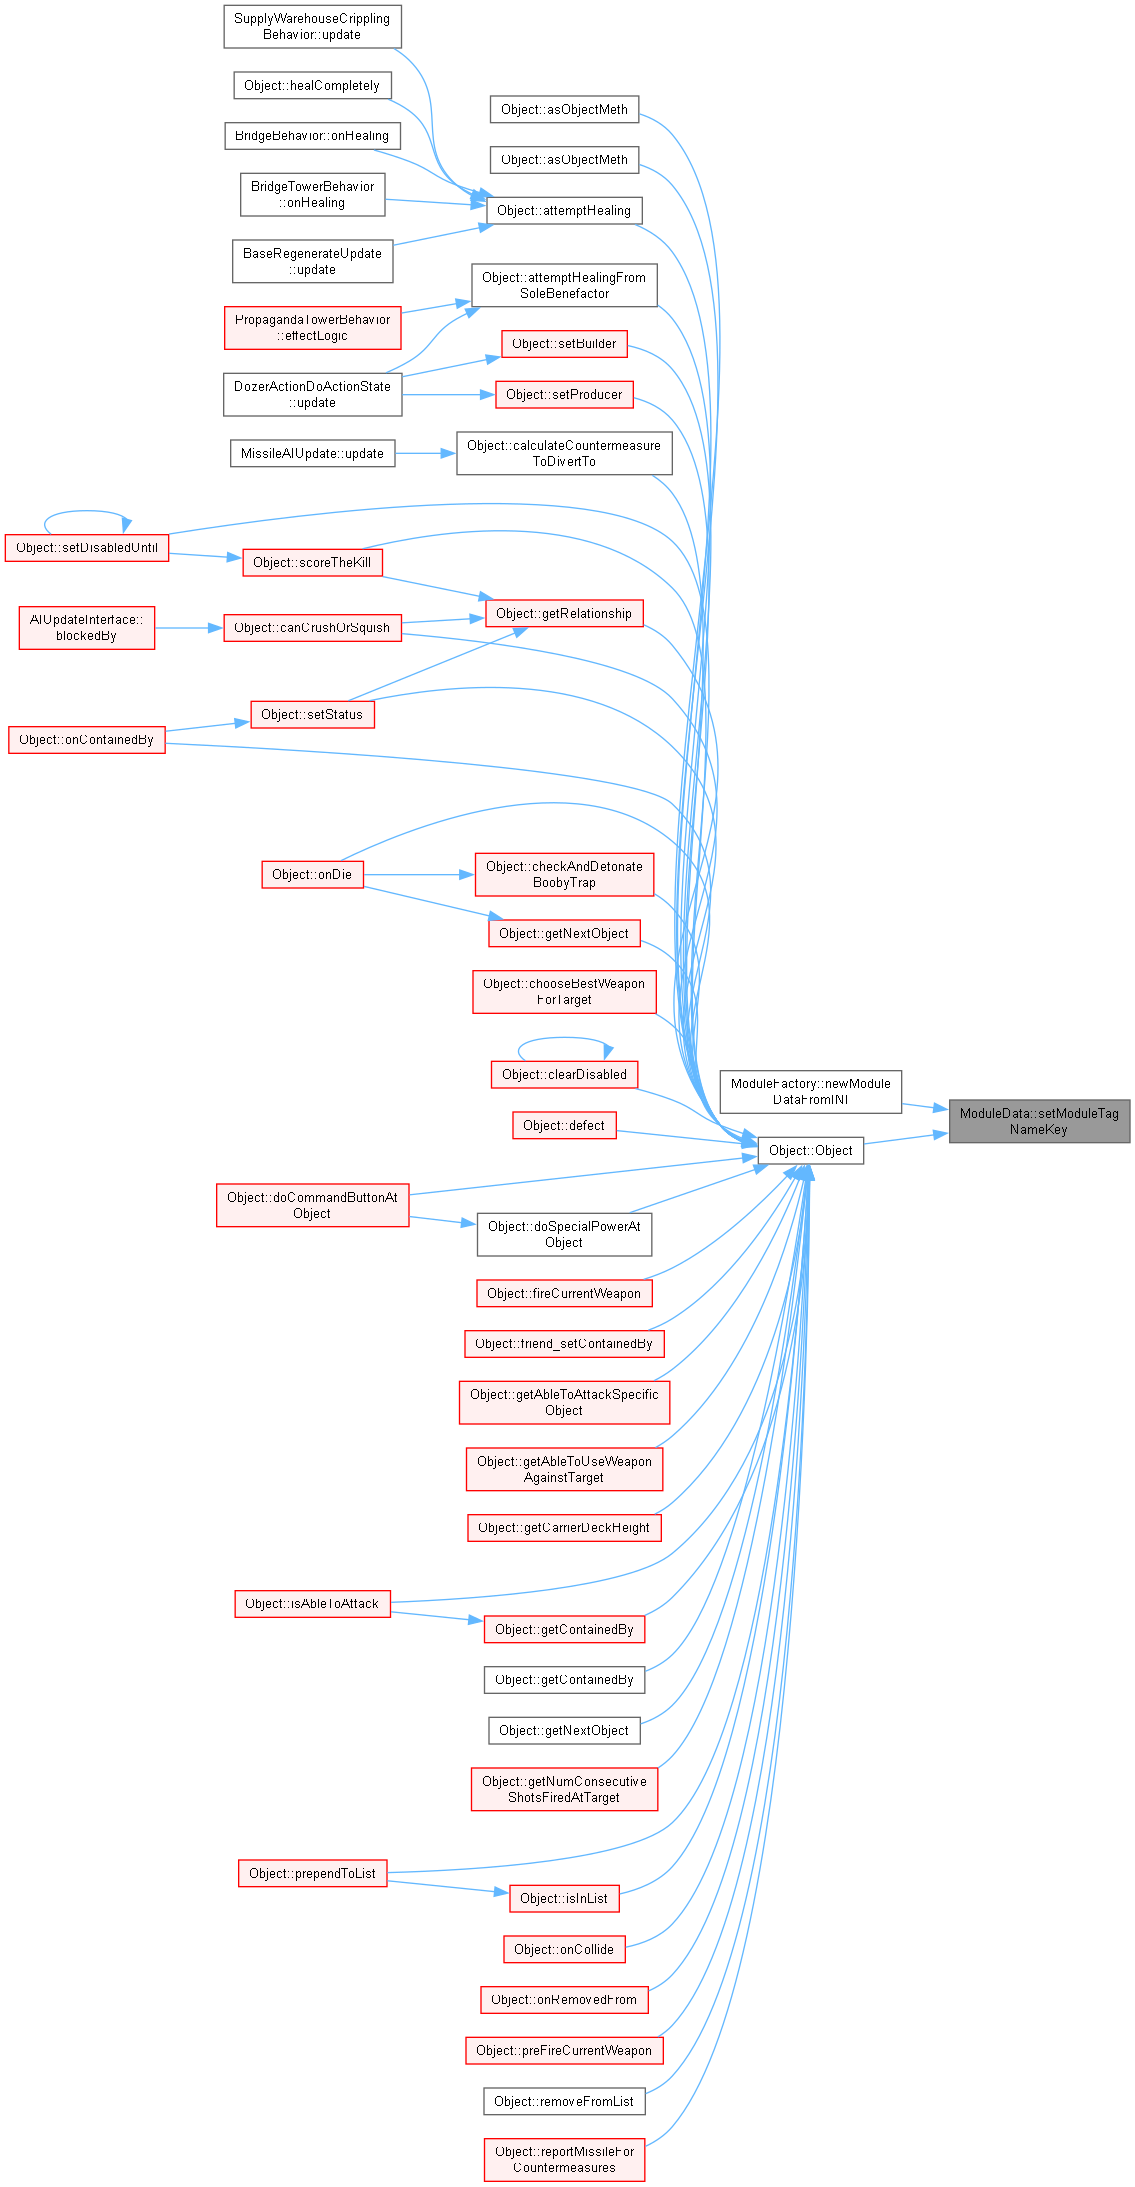 SupplyWarehouseCrippling
Behavior::update
Object::healCompletely
Object::asObjectMeth
BridgeBehavior::onHealing
Object::asObjectMeth
BridgeTowerBehavior
::onHealing
Object::attemptHealing
BaseRegenerateUpdate
::update
Object::attemptHealingFrom
SoleBenefactor
PropagandaTowerBehavior
::effectLogic
Object::setBuilder
DozerActionDoActionState
::update
Object::setProducer
MissileAIUpdate::update
Object::calculateCountermeasure
ToDivertTo
Object::setDisabledUntil
Object::scoreTheKill
Object::getRelationship
AIUpdateInterface::
blockedBy
Object::canCrushOrSquish
Object::setStatus
Object::onContainedBy
Object::onDie
Object::checkAndDetonate
BoobyTrap
Object::getNextObject
Object::chooseBestWeapon
ForTarget
Object::clearDisabled
ModuleFactory::newModule
DataFromINI
ModuleData::setModuleTag
NameKey
Object::defect
Object::Object
Object::doCommandButtonAt
Object
Object::doSpecialPowerAt
Object
Object::fireCurrentWeapon
Object::friend_setContainedBy
Object::getAbleToAttackSpecific
Object
Object::getAbleToUseWeapon
AgainstTarget
Object::getCarrierDeckHeight
Object::isAbleToAttack
Object::getContainedBy
Object::getContainedBy
Object::getNextObject
Object::getNumConsecutive
ShotsFiredAtTarget
Object::prependToList
Object::isInList
Object::onCollide
Object::onRemovedFrom
Object::preFireCurrentWeapon
Object::removeFromList
Object::reportMissileFor
Countermeasures